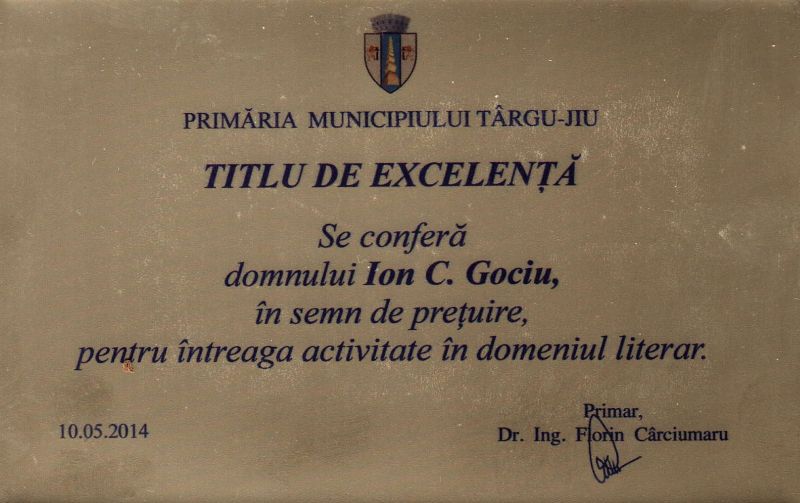 PRIMĂRIA MUNICIPIULUI TÂRGU-JIU
TITLU DE EXCELENȚĂ
Se conferă
domnului Ion C. Gociu,
în semn de prețuire,
pentru întreaga activitate în domeniul literar.
10.05.2014
Primar,
Dr. Ing. Florin Cârciumaru